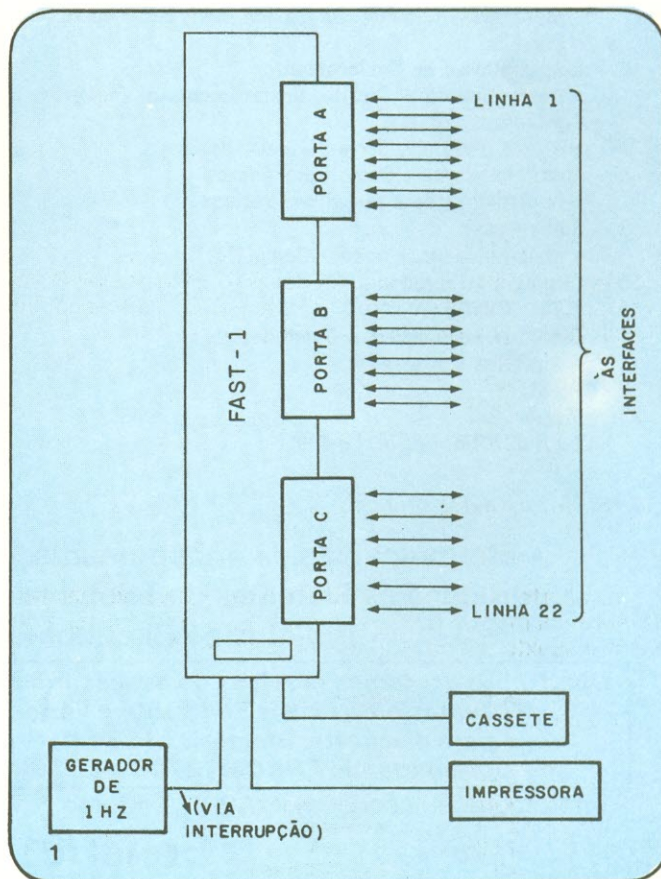 PORTA A
LINHA 1
FAST-1
PORTA B
ÀS
INTERFACES
PORTA C
LINHA 22
CASSETE
IMPRESSORA
GERADOR
DE
1 HZ
(VIA
INTERRUPÇÃO)
1